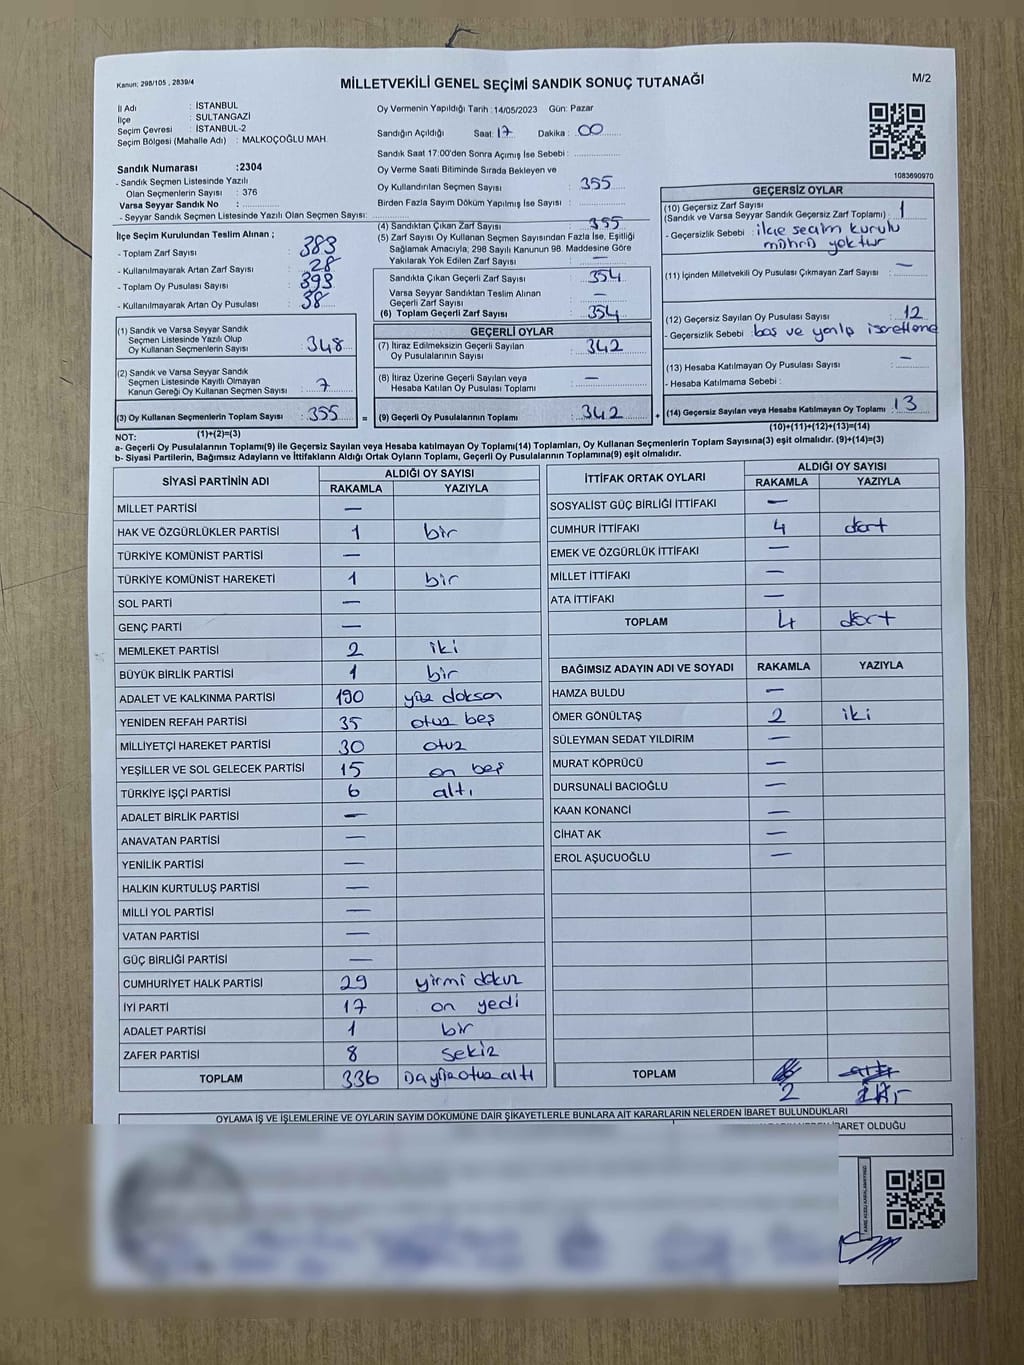 Kanun: 298/105 , 2839/4
MİLLETVEKİLİ GENEL SEÇİMİ SANDIK SONUÇ TUTANAĞI
M/2
İl Adı : İSTANBUL
İlçe : SULTANGAZİ
Seçim Çevresi : İSTANBUL-2
Seçim Bölgesi (Mahalle Adı) : MALKOÇOĞLU MAH.
Sandık Numarası :2304
- Sandık Seçmen Listesinde Yazılı
Olan Seçmenlerin Sayısı : 376
Varsa Seyyar Sandık No :
- Seyyar Sandık Seçmen Listesinde Yazılı Olan Seçmen Sayısı:
İlçe Seçim Kurulundan Teslim Alınan ;
- Toplam Zarf Sayısı : 383
- Kullanılmayarak Artan Zarf Sayısı : 28
- Toplam Oy Pusulası Sayısı : 393
- Kullanılmayarak Artan Oy Pusulası : 38
(1) Sandık ve Varsa Seyyar Sandık
Seçmen Listesinde Yazılı Olup
Oy Kullanan Seçmenlerin Sayısı : 348
(2) Sandık ve Varsa Seyyar Sandık
Seçmen Listesinde Kayıtlı Olmayan
Kanun Gereği Oy Kullanan Seçmen Sayısı : 7
(3) Oy Kullanan Seçmenlerin Toplam Sayısı : 355
(1)+(2)=(3)
Oy Vermenin Yapıldığı Tarih :14/05/2023 Gün: Pazar
Sandığın Açıldığı Saat: 17 Dakika : 00
Sandık Saat 17:00'den Sonra Açımış İse Sebebi :
Oy Verme Saati Bitiminde Sırada Bekleyen ve
Oy Kullandırılan Seçmen Sayısı : 355
Birden Fazla Sayım Döküm Yapılmış İse Sayısı :
(4) Sandıktan Çıkan Zarf Sayısı : 355
(5) Zarf Sayısı Oy Kullanan Seçmen Sayısından Fazla İse, Eşitliği
Sağlamak Amacıyla, 298 Sayılı Kanunun 98. Maddesine Göre
Yakılarak Yok Edilen Zarf Sayısı : —
Sandıkta Çıkan Geçerli Zarf Sayısı : 354
Varsa Seyyar Sandıktan Teslim Alınan
Geçerli Zarf Sayısı : —
(6) Toplam Geçerli Zarf Sayısı : 354
GEÇERLİ OYLAR
(7) İtiraz Edilmeksizin Geçerli Sayılan
Oy Pusulalarının Sayısı : 342
(8) İtiraz Üzerine Geçerli Sayılan veya
Hesaba Katılan Oy Pusulası Toplamı : —
= (9) Geçerli Oy Pusulalarının Toplamı : 342 +
1083690970
GEÇERSİZ OYLAR
(10) Geçersiz Zarf Sayısı
(Sandık ve Varsa Seyyar Sandık Geçersiz Zarf Toplamı) : 1
- Geçersizlik Sebebi : ilçe seçim kurulu
mührü yoktur
(11) İçinden Milletvekili Oy Pusulası Çıkmayan Zarf Sayısı : —
(12) Geçersiz Sayılan Oy Pusulası Sayısı : 12
- Geçersizlik Sebebi : boş ve yanlış işaretleme
(13) Hesaba Katılmayan Oy Pusulası Sayısı : —
- Hesaba Katılmama Sebebi :
(14) Geçersiz Sayılan veya Hesaba Katılmayan Oy Toplamı : 13
(10)+(11)+(12)+(13)=(14)
NOT:
a- Geçerli Oy Pusulalarının Toplamı(9) ile Geçersiz Sayılan veya Hesaba katılmayan Oy Toplamı(14) Toplamları, Oy Kullanan Seçmenlerin Toplam Sayısına(3) eşit olmalıdır. (9)+(14)=(3)
b- Siyasi Partilerin, Bağımsız Adayların ve İttifakların Aldığı Ortak Oyların Toplamı, Geçerli Oy Pusulalarının Toplamına(9) eşit olmalıdır.
SİYASİ PARTİNİN ADI ALDIĞI OY SAYISI
RAKAMLA YAZIYLA
MİLLET PARTİSİ —
HAK VE ÖZGÜRLÜKLER PARTİSİ 1 bir
TÜRKİYE KOMÜNİST PARTİSİ —
TÜRKİYE KOMÜNİST HAREKETİ 1 bir
SOL PARTİ —
GENÇ PARTİ —
MEMLEKET PARTİSİ 2 iki
BÜYÜK BİRLİK PARTİSİ 1 bir
ADALET VE KALKINMA PARTİSİ 190 yüz doksan
YENİDEN REFAH PARTİSİ 35 otuz beş
MİLLİYETÇİ HAREKET PARTİSİ 30 otuz
YEŞİLLER VE SOL GELECEK PARTİSİ 15 on beş
TÜRKİYE İŞÇİ PARTİSİ 6 altı
ADALET BİRLİK PARTİSİ —
ANAVATAN PARTİSİ —
YENİLİK PARTİSİ —
HALKIN KURTULUŞ PARTİSİ —
MİLLİ YOL PARTİSİ —
VATAN PARTİSİ —
GÜÇ BİRLİĞİ PARTİSİ —
CUMHURİYET HALK PARTİSİ 29 yirmi dokuz
İYİ PARTİ 17 on yedi
ADALET PARTİSİ 1 bir
ZAFER PARTİSİ 8 sekiz
TOPLAM 336 üçyüzotuzaltı
İTTİFAK ORTAK OYLARI ALDIĞI OY SAYISI
RAKAMLA YAZIYLA
SOSYALİST GÜÇ BİRLİĞİ İTTİFAKI —
CUMHUR İTTİFAKI 4 dört
EMEK VE ÖZGÜRLÜK İTTİFAKI —
MİLLET İTTİFAKI —
ATA İTTİFAKI —
TOPLAM 4 dört
BAĞIMSIZ ADAYIN ADI VE SOYADI RAKAMLA YAZIYLA
HAMZA BULDU —
ÖMER GÖNÜLTAŞ 2 iki
SÜLEYMAN SEDAT YILDIRIM —
MURAT KÖPRÜCÜ —
DURSUNALİ BACIOĞLU —
KAAN KONANCİ —
CİHAT AK —
EROL AŞUCUOĞLU —
TOPLAM
2
OYLAMA İŞ VE İŞLEMLERİNE VE OYLARIN SAYIM DÖKÜMÜNE DAİR ŞİKAYETLERLE BUNLARA AİT KARARLARIN NELERDEN İBARET BULUNDUKLARI
İBARET OLDUĞU